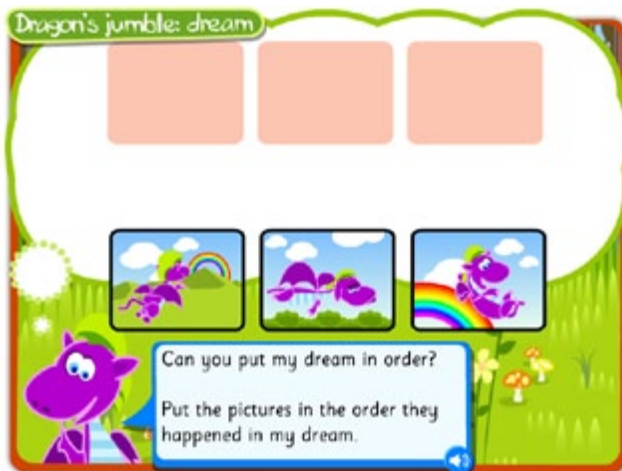 Dragon's jumble: dream
Can you put my dream in order?
Put the pictures in the order they
happened in my dream.